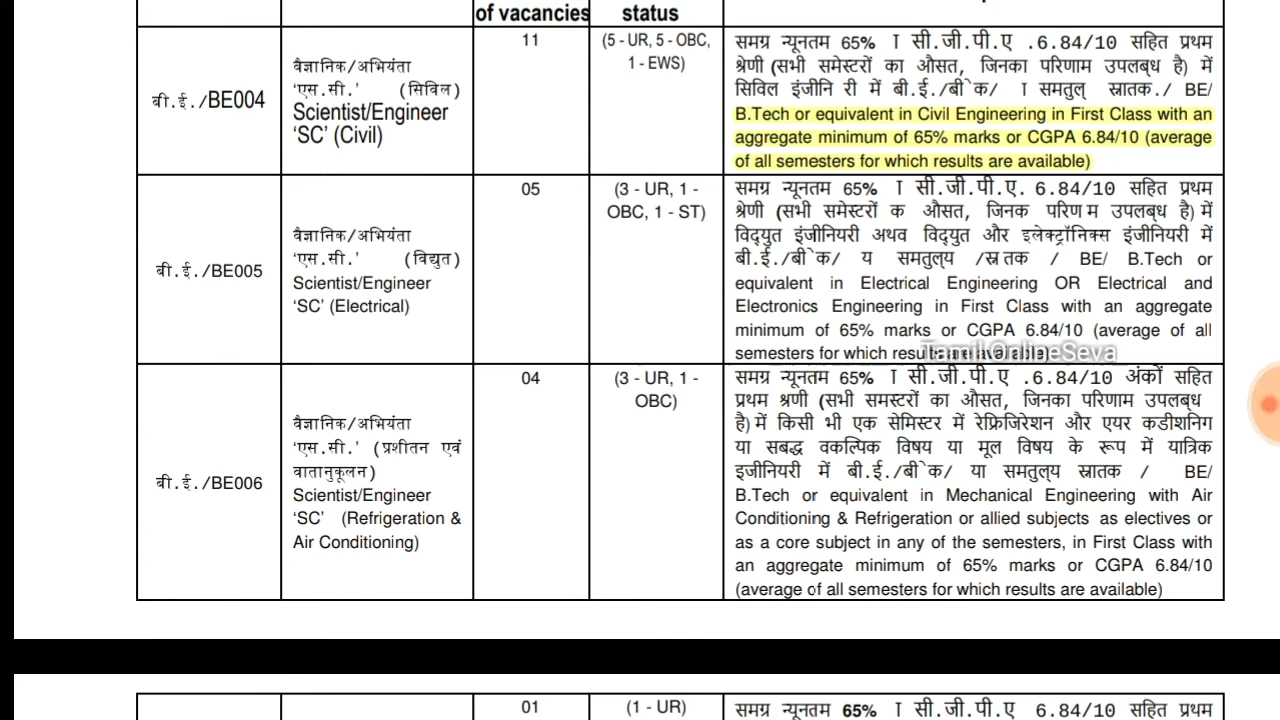 of vacancies status
बी.ई./BE004
वैज्ञानिक/अभियंता
'एस.सी.' (सिविल)
Scientist/Engineer
'SC' (Civil)
11
(5 - UR, 5 - OBC,
1 - EWS)
समग्र न्यूनतम 65% ा सी.जी.पी.ए .6.84/10 सहित प्रथम
श्रेणी (सभी समेस्टरों का औसत, जिनका परिणाम उपलबध है) में
सिविल इंजीनि री में बी.ई./बीेक/ ा समतुल् स्नातक./ BE/
B.Tech or equivalent in Civil Engineering in First Class with an
aggregate minimum of 65% marks or CGPA 6.84/10 (average
of all semesters for which results are available)
बी.ई./BE005
वैज्ञानिक/अभियंता
'एस.सी.' (विद्युत)
Scientist/Engineer
'SC' (Electrical)
05
(3 - UR, 1 -
OBC, 1 - ST)
समग्र न्यूनतम 65% ा सी.जी.पी.ए. 6.84/10 सहित प्रथम
श्रेणी (सभी समेस्टरों क औसत, जिनक परिण म उपलब्ध है) में
विद्युत इंजीनियरी अथव विद्युत और इलेक्ट्रॉनिक्स इंजीनियरी में
बी.ई./बीेक/ य समतुल्य /स्न तक / BE/ B.Tech or
equivalent in Electrical Engineering OR Electrical and
Electronics Engineering in First Class with an aggregate
minimum of 65% marks or CGPA 6.84/10 (average of all
semesters for which results are available)
Tamil OnlineSeva
बी.ई./BE006
वैज्ञानिक/अभियंता
'एस.सी.' (प्रशीतन एवं
वातानुकूलन)
Scientist/Engineer
'SC' (Refrigeration &
Air Conditioning)
04
(3 - UR, 1 -
OBC)
समग्र न्यूनतम 65% ा सी.जी.पी.ए .6.84/10 अंकों सहित
प्रथम श्रणी (सभी समस्टरों का औसत, जिनका परिणाम उपलबध
है) में किसी भी एक सेमिस्टर में रेफ्रिजिरेशन और एयर कडीशनिग
या सबद्ध वकल्पिक विषय या मूल विषय के रूप में यात्रिक
इजीनियरी में बी.ई./बीेक/ या समतुल्य स्नातक / BE/
B.Tech or equivalent in Mechanical Engineering with Air
Conditioning & Refrigeration or allied subjects as electives or
as a core subject in any of the semesters, in First Class with
an aggregate minimum of 65% marks or CGPA 6.84/10
(average of all semesters for which results are available)
01
(1 - UR)
समग्र न्यूनतम 65% ा सी.जी.पी.ए 6.84/10 सहित प्रथम